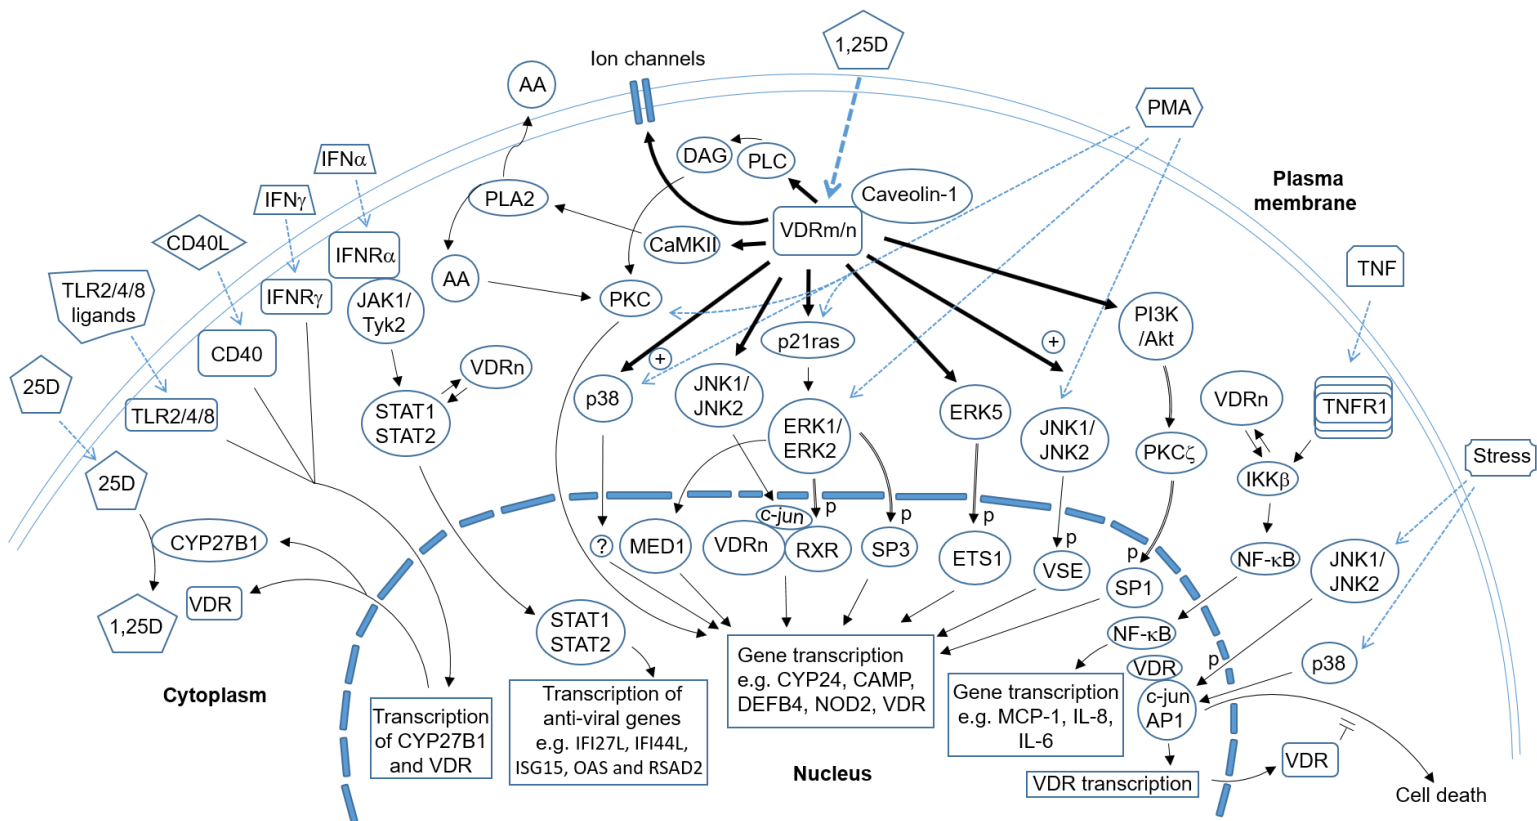 1,25D
Ion channels
AA
PMA
IFNα
DAG
PLC
Plasma
membrane
IFNγ
PLA2
Caveolin-1
VDRm/n
CD40L
CaMKII
IFNRα
TNF
TLR2/4/8
ligands
IFNRγ
JAK1/
Tyk2
AA
PKC
PI3K
/Akt
p21ras
CD40
VDRn
+
+
25D
p38
JNK1/
JNK2
ERK5
VDRn
TNFR1
TLR2/4/8
STAT1
STAT2
ERK1/
ERK2
JNK1/
JNK2
PKCζ
Stress
25D
IKKβ
p
p
p
c-jun
CYP27B1
?
MED1
VDRn
RXR
SP3
ETS1
p
VSE
p
SP1
NF-κB
JNK1/
JNK2
VDR
1,25D
STAT1
STAT2
NF-κB
VDR
p
p38
Cytoplasm
c-jun
AP1
Transcription
of CYP27B1
and VDR
Transcription of
anti-viral genes
e.g. IFI27L, IFI44L,
ISG15, OAS and RSAD2
Gene transcription
e.g. CYP24, CAMP,
DEFB4, NOD2, VDR
Gene transcription
e.g. MCP-1, IL-8,
IL-6
Nucleus
VDR transcription
VDR
Cell death